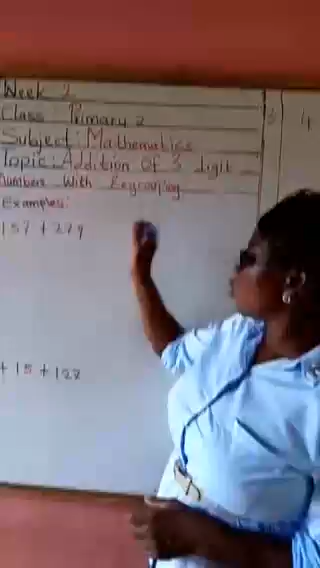 Week 2
Class Primary 2
Subject: Mathematics
Topic: Addition of 3 digit
numbers With Regrouping
Examples:
157 + 279
+ 15 + 128
4